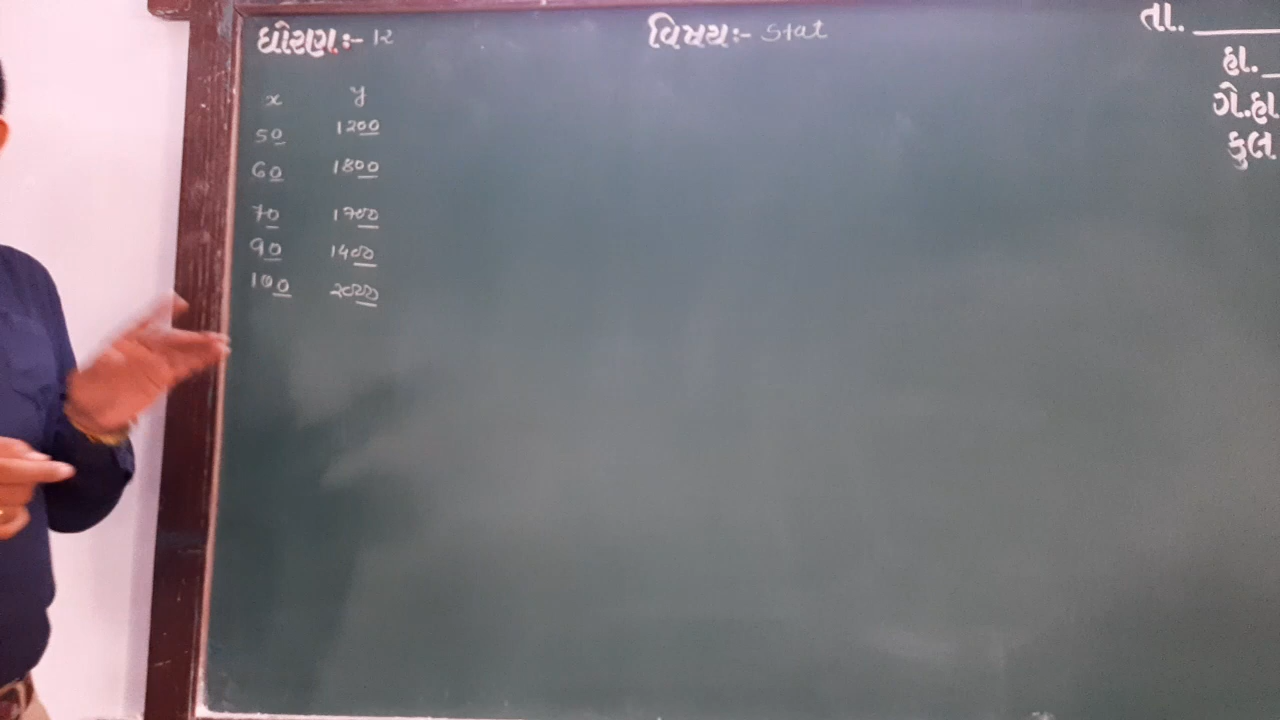 ધોરણ:- 12 વિષય:- Stat તા.
હા.
ગે.હા
કુલ
x y
50 1200
60 1800
70 1700
90 1400
100 2000